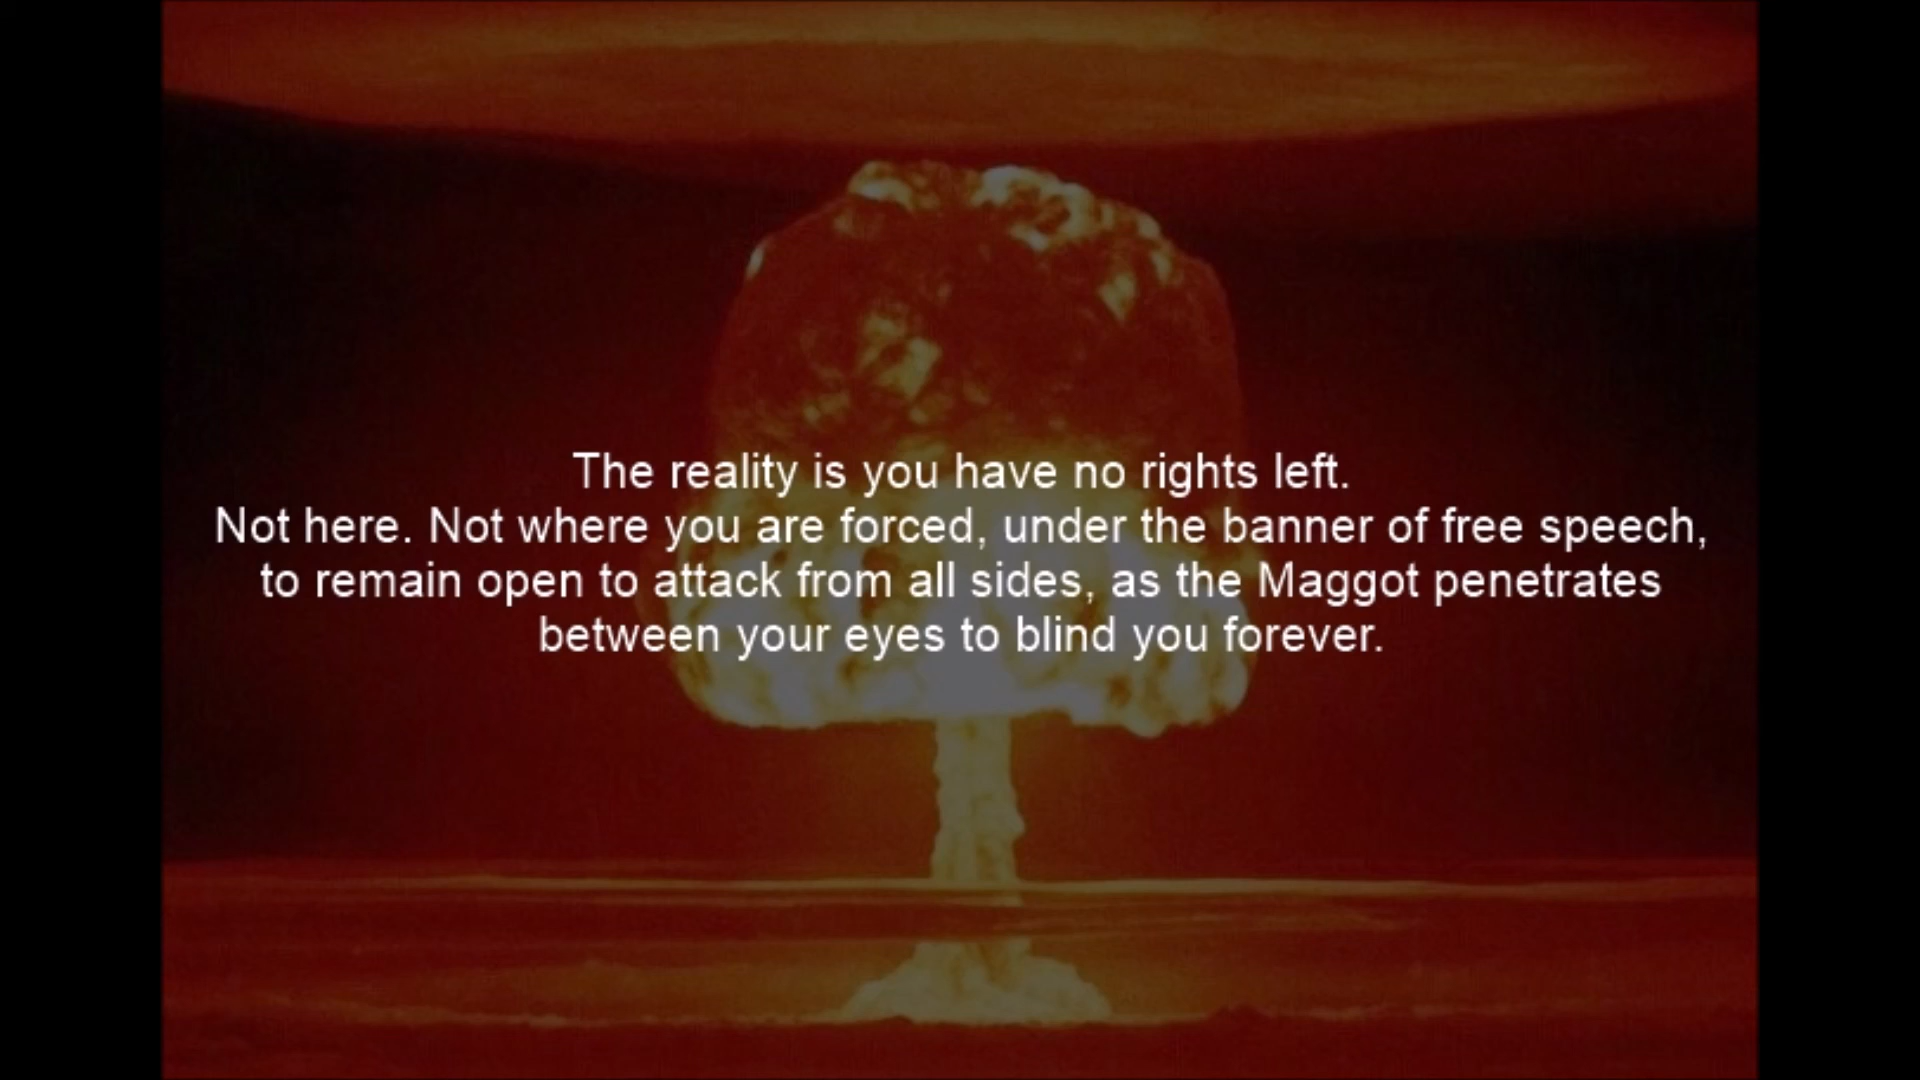 The reality is you have no rights left.
Not here. Not where you are forced, under the banner of free speech,
to remain open to attack from all sides, as the Maggot penetrates
between your eyes to blind you forever.